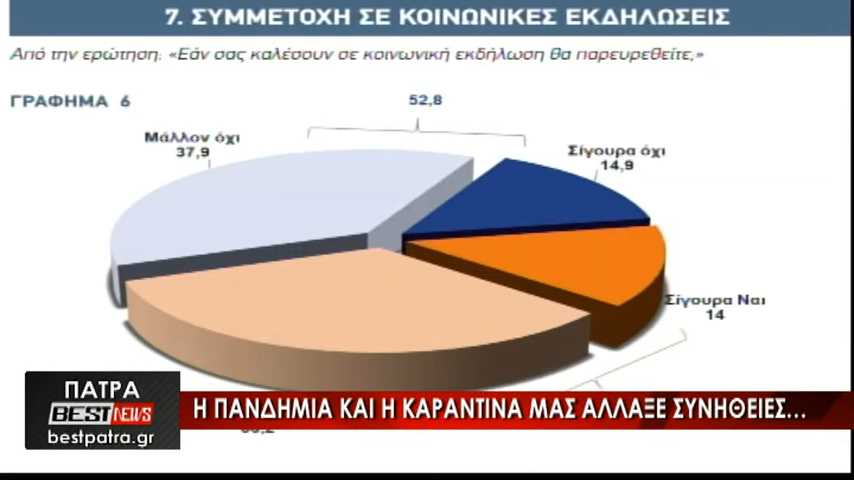 7. ΣΥΜΜΕΤΟΧΗ ΣΕ ΚΟΙΝΩΝΙΚΕΣ ΕΚΔΗΛΩΣΕΙΣ
Από την ερώτηση: «Εάν σας καλέσουν σε κοινωνική εκδήλωση θα παρευρεθείτε;»
ΓΡΑΦΗΜΑ 6
52,8
Μάλλον όχι
37,9
Σίγουρα όχι
14,9
Σίγουρα Ναι
14
ΠΑΤΡΑ
BEST NEWS
bestpatra.gr
Η ΠΑΝΔΗΜΙΑ ΚΑΙ Η ΚΑΡΑΝΤΙΝΑ ΜΑΣ ΑΛΛΑΞΕ ΣΥΝΗΘΕΙΕΣ...